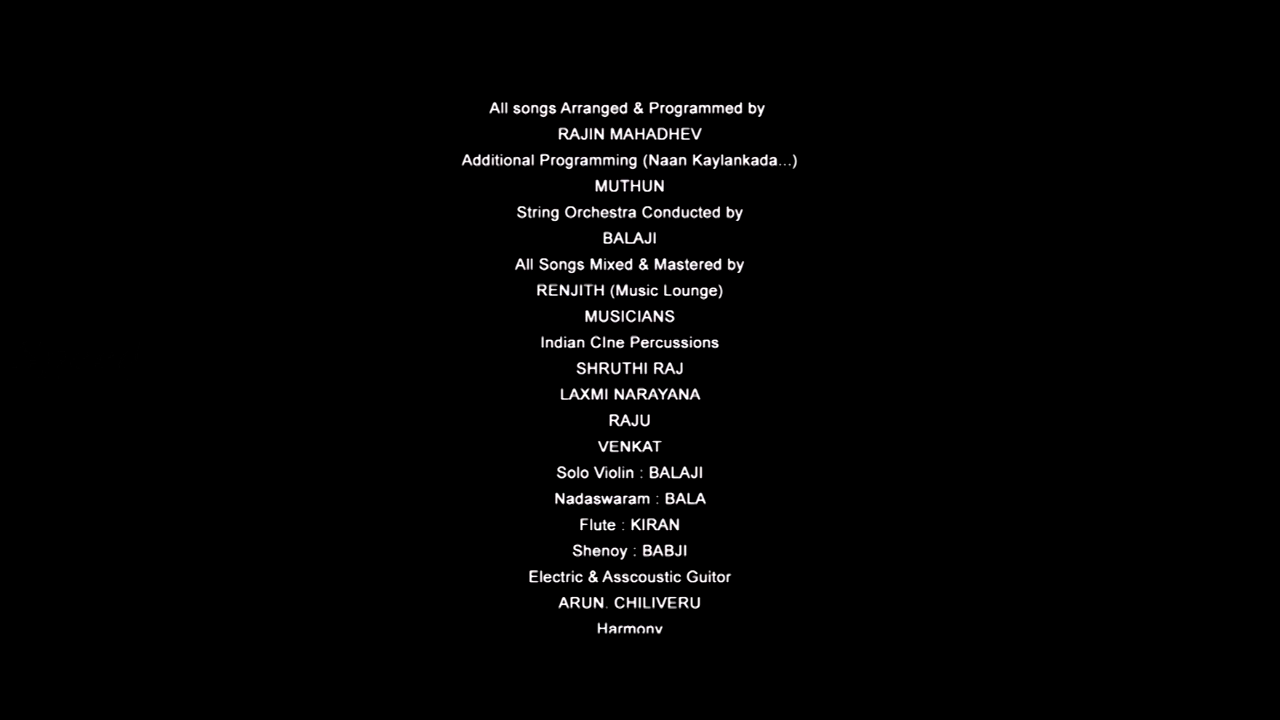 All songs Arranged & Programmed by
RAJIN MAHADHEV
Additional Programming (Naan Kaylankada...)
MUTHUN
String Orchestra Conducted by
BALAJI
All Songs Mixed & Mastered by
RENJITH (Music Lounge)
MUSICIANS
Indian CIne Percussions
SHRUTHI RAJ
LAXMI NARAYANA
RAJU
VENKAT
Solo Violin : BALAJI
Nadaswaram : BALA
Flute : KIRAN
Shenoy : BABJI
Electric & Asscoustic Guitor
ARUN. CHILIVERU
Harmony